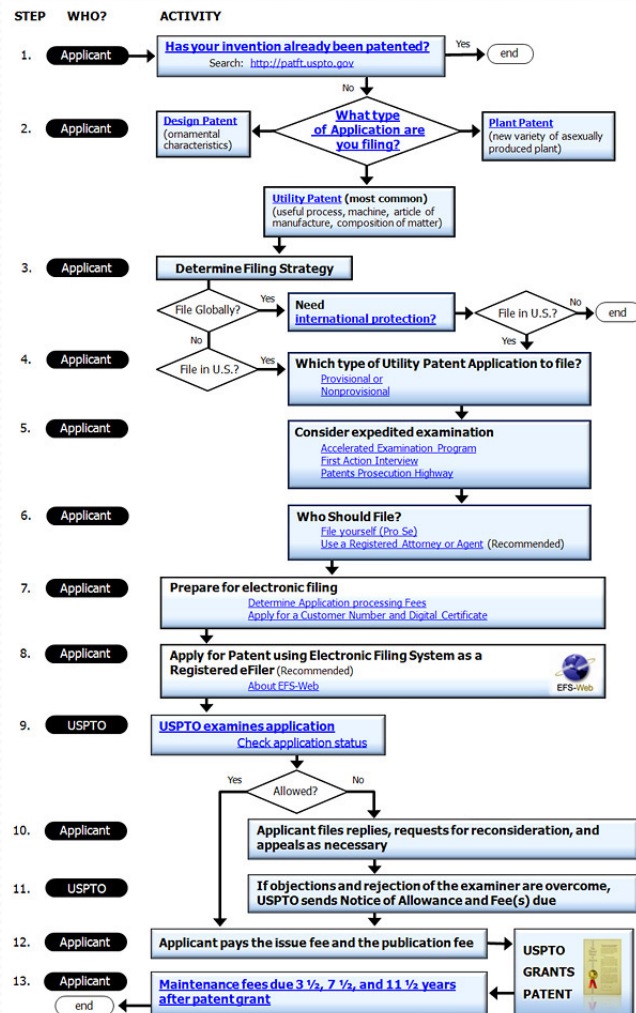 STEP WHO? ACTIVITY
1. Applicant
Has your invention already been patented?
Search: http://patft.uspto.gov
Yes
end
No
2. Applicant
Design Patent
(ornamental
characteristics)
What type
of Application are
you filing?
Plant Patent
(new variety of asexually
produced plant)
Utility Patent (most common)
(useful process, machine, article of
manufacture, composition of matter)
3. Applicant
Determine Filing Strategy
File Globally?
Yes
Need
international protection?
File in U.S.?
No
end
No
Yes
4. Applicant
File in U.S.?
Yes
Which type of Utility Patent Application to file?
Provisional or
Nonprovisional
5. Applicant
Consider expedited examination
Accelerated Examination Program
First Action Interview
Patents Prosecution Highway
6. Applicant
Who Should File?
File yourself (Pro Se)
Use a Registered Attorney or Agent (Recommended)
7. Applicant
Prepare for electronic filing
Determine Application processing Fees
Apply for a Customer Number and Digital Certificate
8. Applicant
Apply for Patent using Electronic Filing System as a
Registered eFiler (Recommended)
About EFS-Web
EFS-Web
9. USPTO
USPTO examines application
Check application status
Yes
Allowed?
No
10. Applicant
Applicant files replies, requests for reconsideration, and
appeals as necessary
11. USPTO
If objections and rejection of the examiner are overcome,
USPTO sends Notice of Allowance and Fee(s) due
12. Applicant
Applicant pays the issue fee and the publication fee
USPTO
GRANTS
PATENT
13. Applicant
Maintenance fees due 3 ½, 7 ½, and 11 ½ years
after patent grant
end